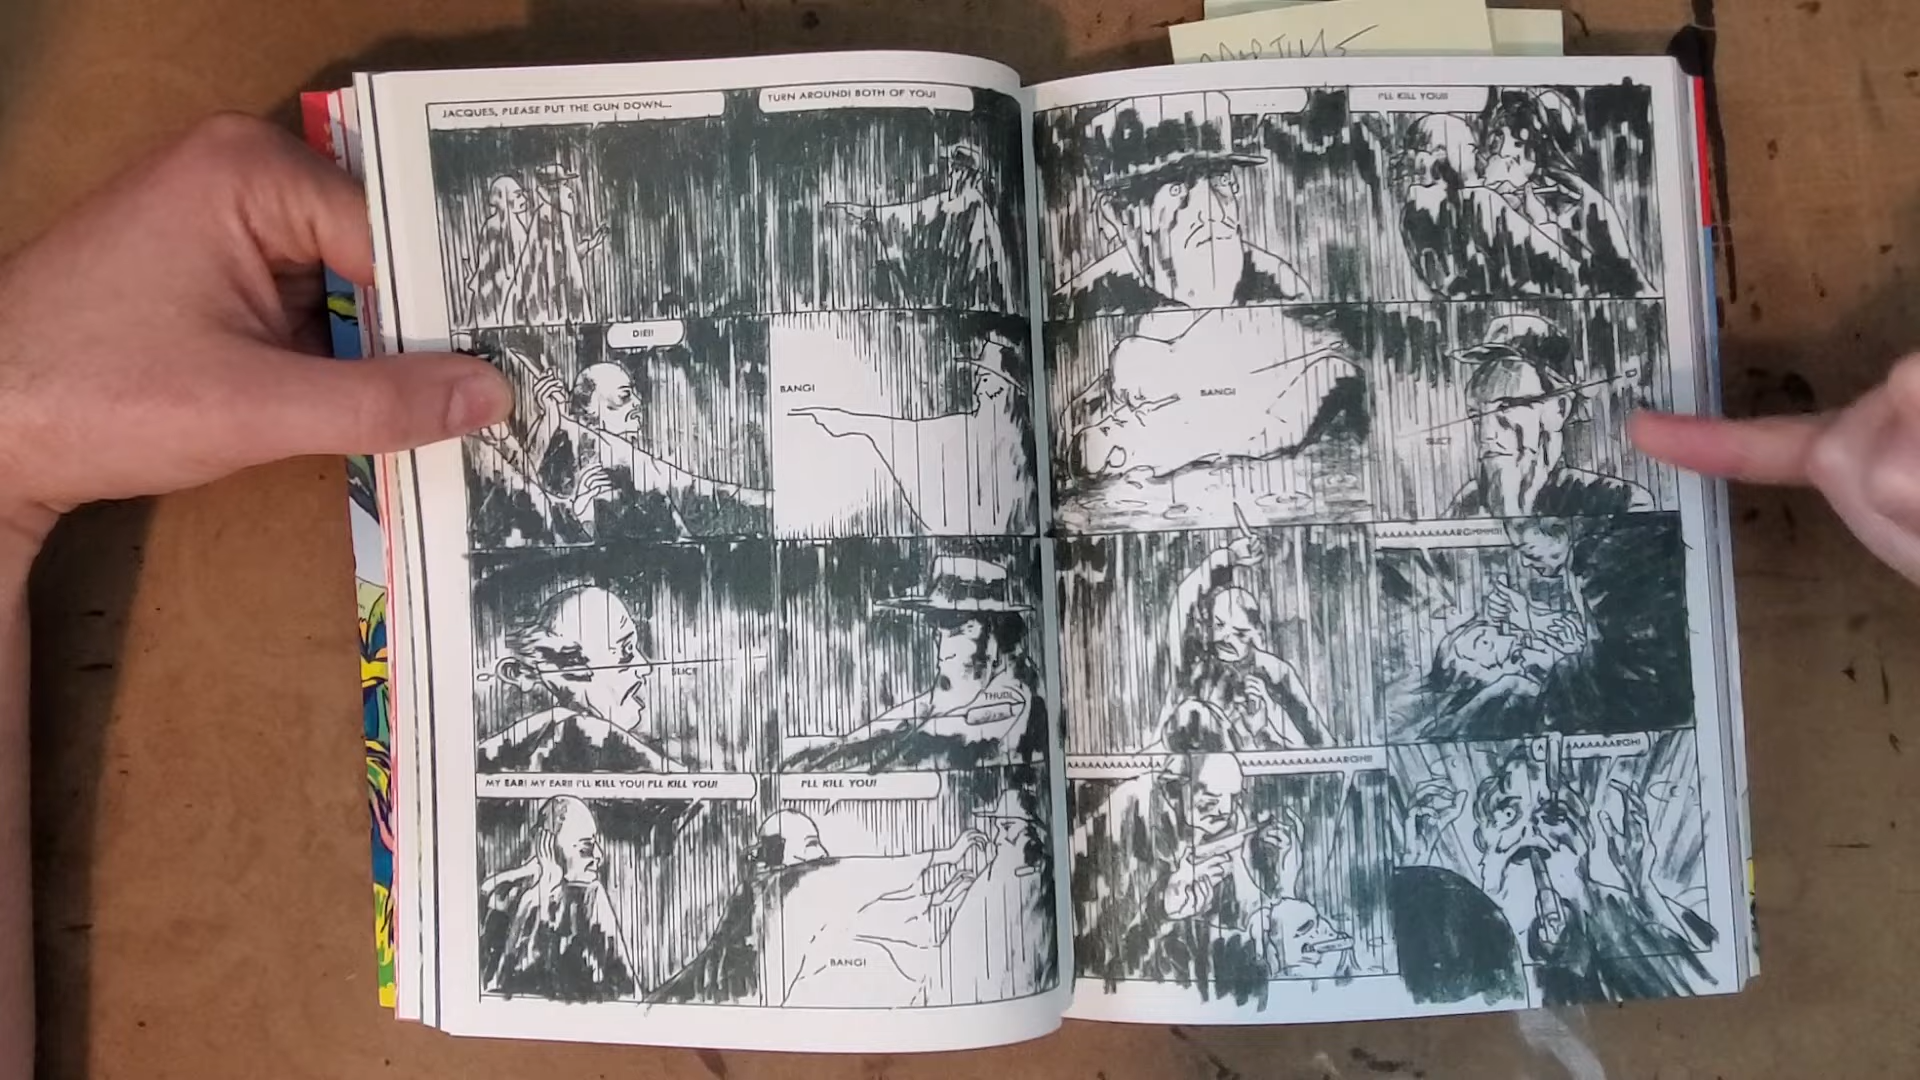 JACQUES, PLEASE PUT THE GUN DOWN...
TURN AROUND! BOTH OF YOU!
DIE!!
BANG!
SLICE
THUD!
MY EAR! MY EAR!! I'LL KILL YOU! I'LL KILL YOU!
I'LL KILL YOU!
BANG!
...
I'LL KILL YOU!!
BANG!